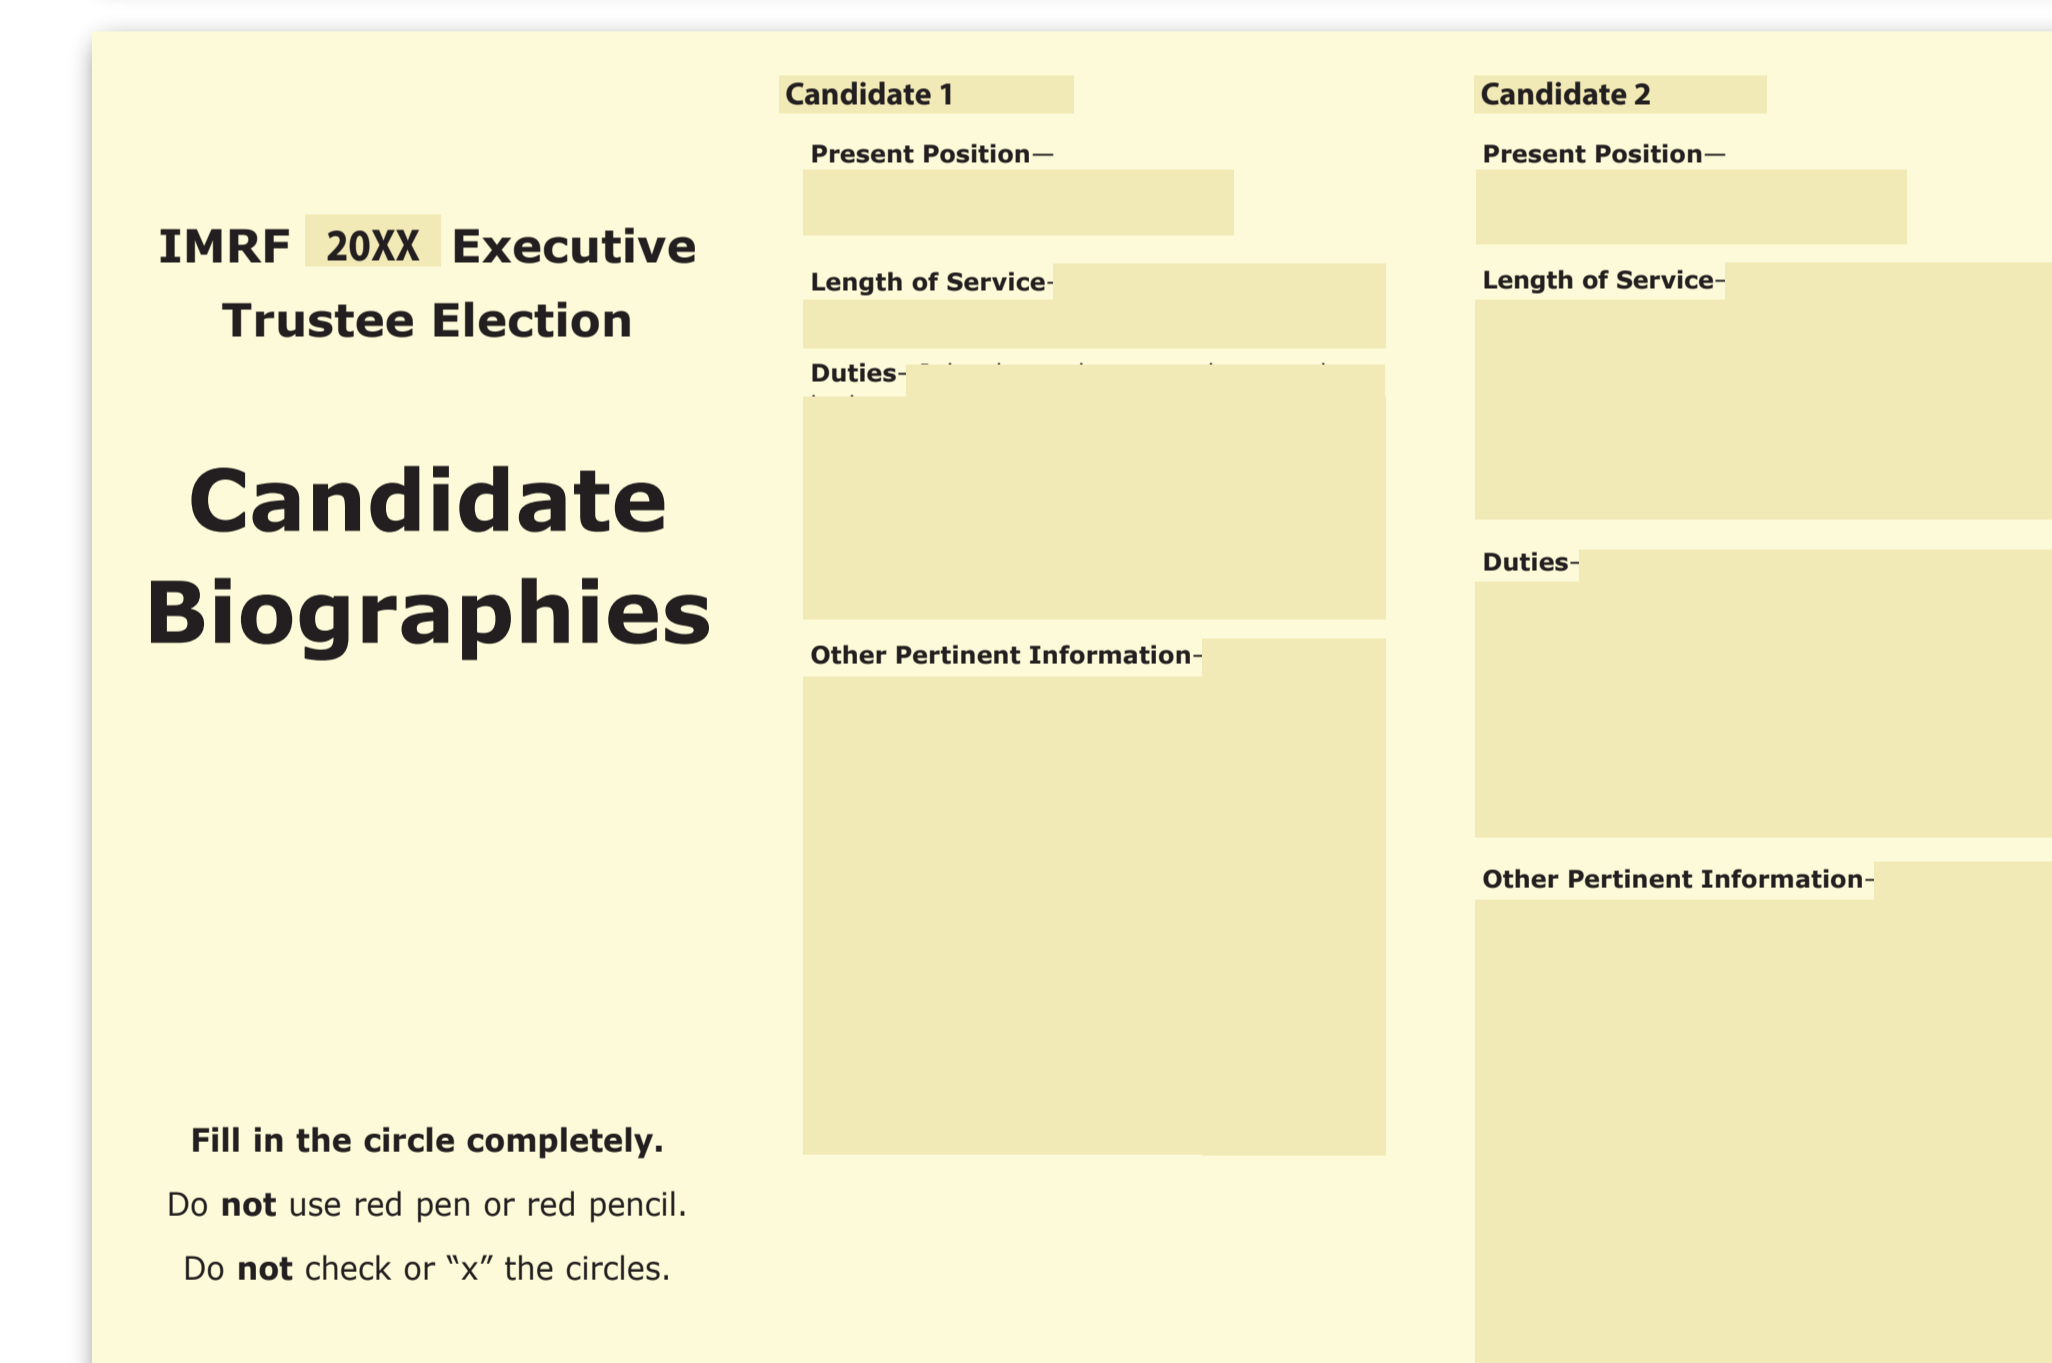 IMRF 20XX Executive
Trustee Election
Candidate
Biographies
Fill in the circle completely.
Do not use red pen or red pencil.
Do not check or “x” the circles.
Candidate 1
Present Position—
Length of Service-
Duties-
Other Pertinent Information-
Candidate 2
Present Position—
Length of Service–
Duties–
Other Pertinent Information–